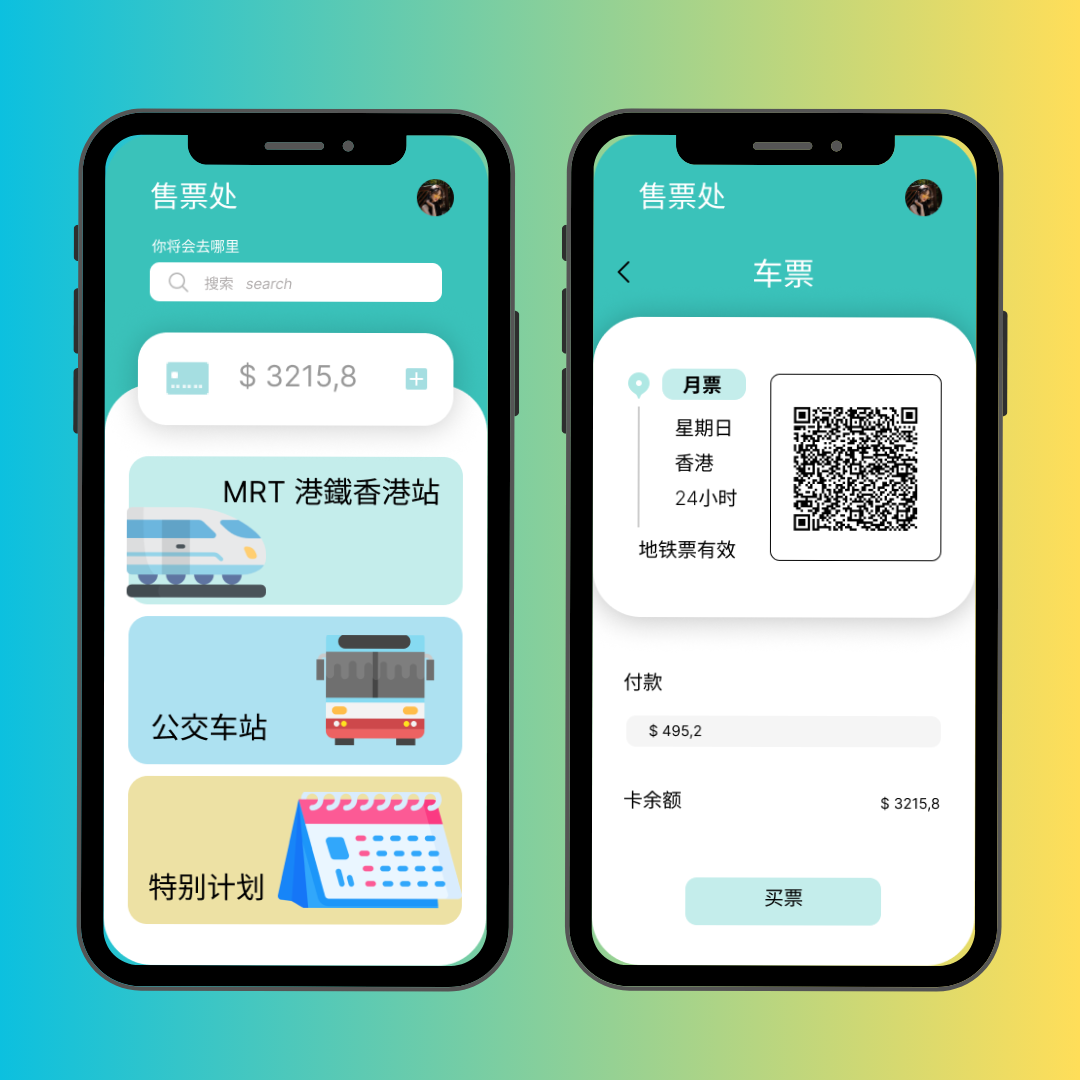 售票处
你将会去哪里
搜索 search
$ 3215,8
MRT 港鐵香港站
公交车站
特别计划
售票处
车票
月票
星期日
香港
24小时
地铁票有效
付款
$ 495,2
卡余额
$ 3215,8
买票